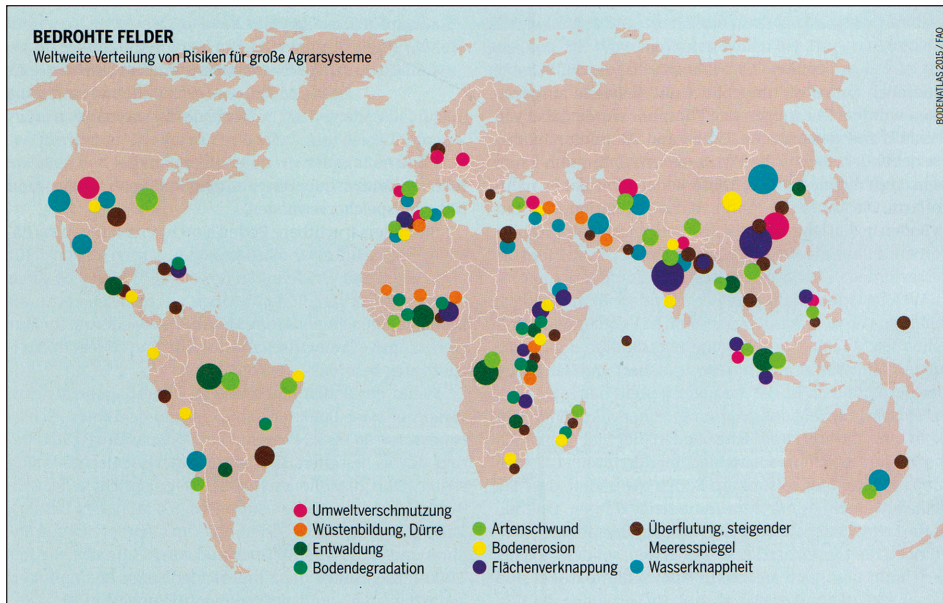 BEDROHTE FELDER
Weltweite Verteilung von Risiken für große Agrarsysteme
BODENATLAS 2015 / FAO
Umweltverschmutzung
Wüstenbildung, Dürre
Entwaldung
Bodendegradation
Artenschwund
Bodenerosion
Flächenverknappung
Überflutung, steigender
Meeresspiegel
Wasserknappheit